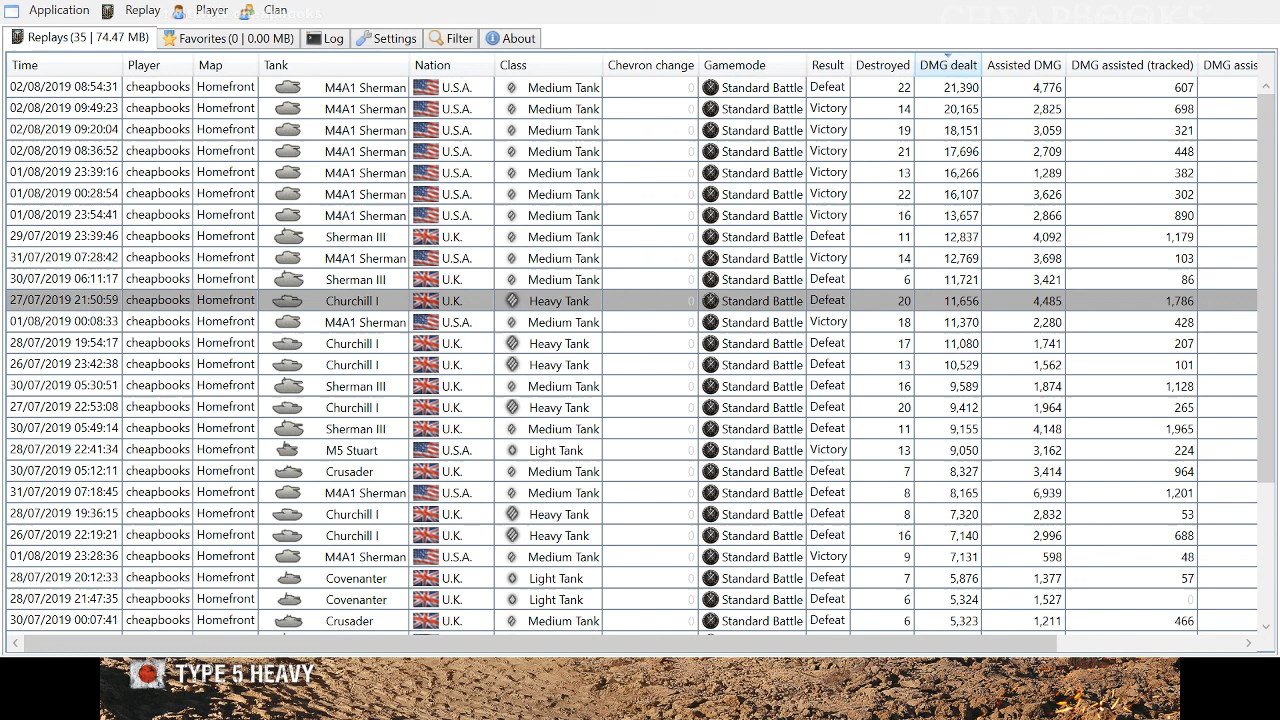 Application Replay Player Clan
Replays(35 | 74.47 MB) Favorites(0 | 0.00 MB) Log Settings Filter About
Time Player Map Tank Nation Class Chevron change Gamemode Result Destroyed DMG dealt Assisted DMG DMG assisted (tracked) DMG assis
02/08/2019 08:54:31 cheapbooks Homefront M4A1 Sherman U.S.A. Medium Tank 0 Standard Battle Defeat 22 21,390 4,776 607
02/08/2019 09:49:23 cheapbooks Homefront M4A1 Sherman U.S.A. Medium Tank 0 Standard Battle Victory 14 20,165 2,825 698
02/08/2019 09:20:04 cheapbooks Homefront M4A1 Sherman U.S.A. Medium Tank 0 Standard Battle Victory 19 18,151 3,059 321
02/08/2019 08:36:52 cheapbooks Homefront M4A1 Sherman U.S.A. Medium Tank 0 Standard Battle Victory 21 17,696 2,709 448
01/08/2019 23:39:16 cheapbooks Homefront M4A1 Sherman U.S.A. Medium Tank 0 Standard Battle Victory 13 16,266 1,289 382
01/08/2019 00:28:54 cheapbooks Homefront M4A1 Sherman U.S.A. Medium Tank 0 Standard Battle Victory 22 16,107 3,626 302
01/08/2019 23:54:41 cheapbooks Homefront M4A1 Sherman U.S.A. Medium Tank 0 Standard Battle Victory 16 13,657 2,866 890
29/07/2019 23:39:46 cheapbooks Homefront Sherman III U.K. Medium Tank 0 Standard Battle Defeat 11 12,837 4,092 1,179
31/07/2019 07:28:42 cheapbooks Homefront M4A1 Sherman U.S.A. Medium Tank 0 Standard Battle Defeat 14 12,769 3,698 103
30/07/2019 06:11:17 cheapbooks Homefront Sherman III U.K. Medium Tank 0 Standard Battle Defeat 6 11,721 3,421 86
27/07/2019 21:50:59 cheapbooks Homefront Churchill I U.K. Heavy Tank 0 Standard Battle Defeat 20 11,656 4,485 1,786
01/08/2019 00:08:33 cheapbooks Homefront M4A1 Sherman U.S.A. Medium Tank 0 Standard Battle Victory 18 11,370 2,280 428
28/07/2019 19:54:17 cheapbooks Homefront Churchill I U.K. Heavy Tank 0 Standard Battle Defeat 17 11,080 1,741 207
26/07/2019 23:42:38 cheapbooks Homefront Churchill I U.K. Heavy Tank 0 Standard Battle Defeat 13 10,529 1,562 101
30/07/2019 05:30:51 cheapbooks Homefront Sherman III U.K. Medium Tank 0 Standard Battle Defeat 16 9,589 1,874 1,128
27/07/2019 22:53:08 cheapbooks Homefront Churchill I U.K. Heavy Tank 0 Standard Battle Defeat 20 9,412 1,964 265
30/07/2019 05:49:14 cheapbooks Homefront Sherman III U.K. Medium Tank 0 Standard Battle Defeat 11 9,155 4,148 1,965
28/07/2019 22:41:34 cheapbooks Homefront M5 Stuart U.S.A. Light Tank 0 Standard Battle Victory 13 9,050 3,162 224
30/07/2019 05:12:11 cheapbooks Homefront Crusader U.K. Medium Tank 0 Standard Battle Defeat 7 8,327 3,414 964
31/07/2019 07:18:45 cheapbooks Homefront M4A1 Sherman U.S.A. Medium Tank 0 Standard Battle Defeat 8 8,165 6,939 1,201
28/07/2019 19:36:15 cheapbooks Homefront Churchill I U.K. Heavy Tank 0 Standard Battle Defeat 8 7,320 2,832 53
26/07/2019 22:19:21 cheapbooks Homefront Churchill I U.K. Heavy Tank 0 Standard Battle Defeat 16 7,140 2,996 688
01/08/2019 23:28:36 cheapbooks Homefront M4A1 Sherman U.S.A. Medium Tank 0 Standard Battle Victory 9 7,131 598 48
28/07/2019 20:12:33 cheapbooks Homefront Covenanter U.K. Light Tank 0 Standard Battle Defeat 7 5,876 1,377 57
28/07/2019 21:47:35 cheapbooks Homefront Covenanter U.K. Light Tank 0 Standard Battle Defeat 6 5,324 1,527 0
30/07/2019 00:07:41 cheapbooks Homefront Crusader U.K. Medium Tank 0 Standard Battle Defeat 6 5,323 1,211 466
TYPE 5 HEAVY